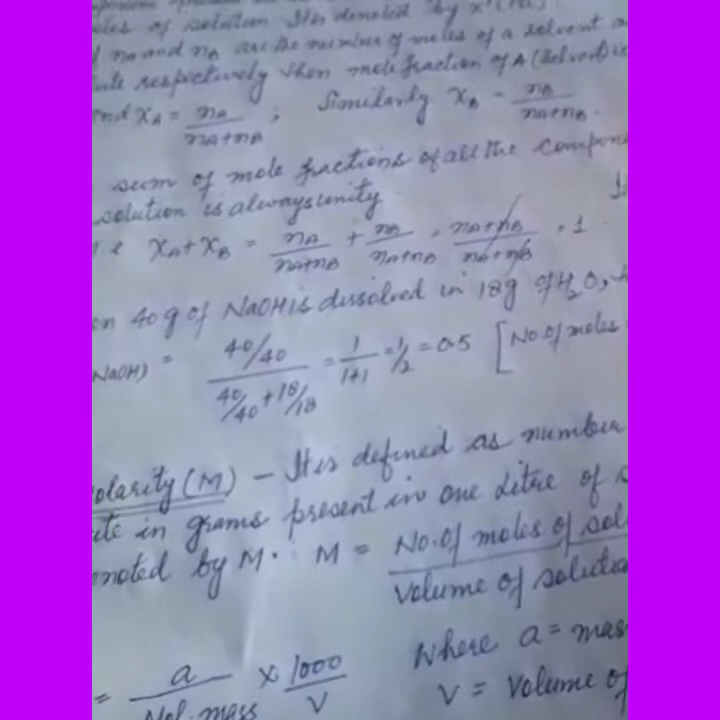 of solution It is denoted by x
nA and nB are the number of moles of a solvent
respectively then mole fraction of A (Solvent) is
xA = nA / nA+nB ; Similarly xB = nB / nA+nB
sum of mole fractions of all the compon
solution is always unity
xA + xB = nA / nA+nB + nB / nA+nB = nA+nB / nA+nB = 1
40g of NaOH is dissolved in 18g of H2O,
NaOH) = 40/40 / 40/40 + 18/18 = 1 / 1+1 = 1/2 = 0.5 [No. of moles
olarity (M) – It is defined as number
in grams present in one Litre of
noted by M. M = No. of moles of sol / Volume of solutio
= a / Mol. mass × 1000 / V Where a = mas
V = Volume of